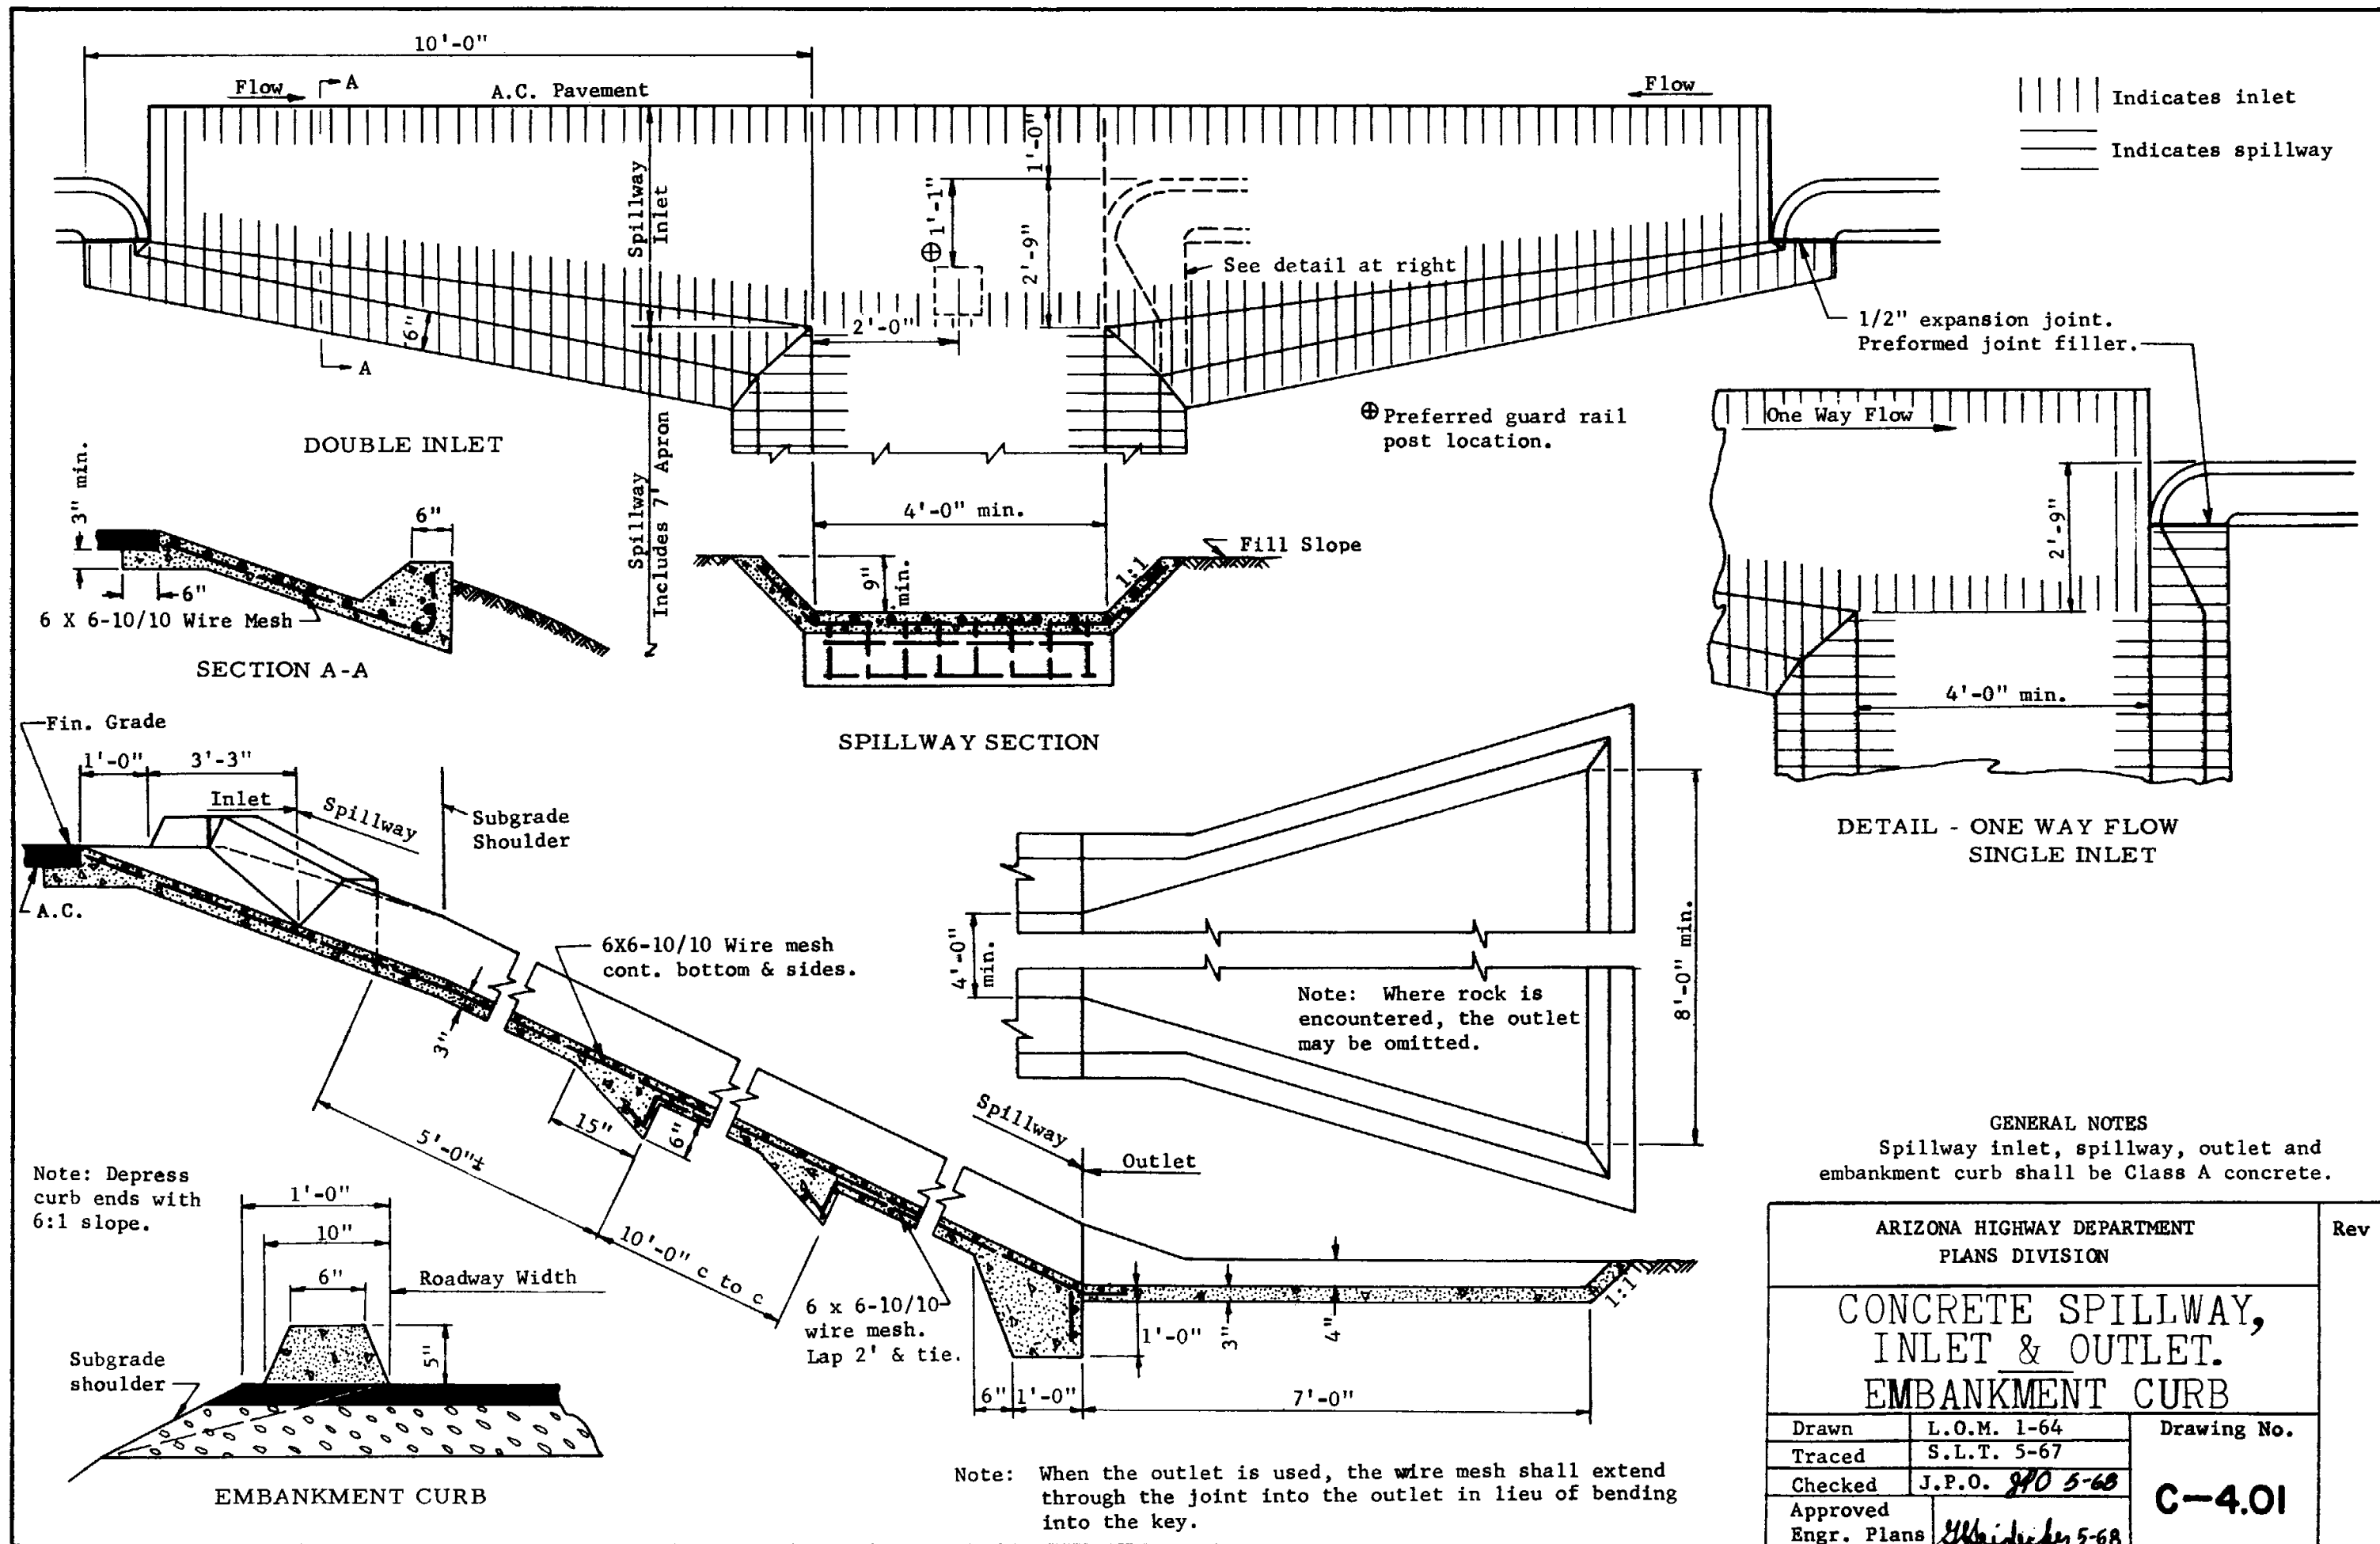 10'-0"
Flow
A
A.C. Pavement
Flow
Indicates inlet
Indicates spillway
Spillway
Inlet
1'-0"
⊕ 1'-1"
2'-9"
See detail at right
6"
2'-0"
A
1/2" expansion joint.
Preformed joint filler.
DOUBLE INLET
⊕ Preferred guard rail
post location.
Spillway
Includes 7' Apron
One Way Flow
2'-9"
4'-0" min.
DETAIL - ONE WAY FLOW
SINGLE INLET
3" min.
6"
6"
6 X 6-10/10 Wire Mesh
SECTION A-A
4'-0" min.
Fill Slope
9"
min.
1:1
SPILLWAY SECTION
Fin. Grade
1'-0"
3'-3"
Inlet
Spillway
Subgrade
Shoulder
A.C.
6X6-10/10 Wire mesh
cont. bottom & sides.
3"
15"
6"
5'-0"±
10'-0" c to c
6 x 6-10/10
wire mesh.
Lap 2' & tie.
4'-0"
min.
8'-0" min.
Note: Where rock is
encountered, the outlet
may be omitted.
Spillway
Outlet
1'-0"
3"
4"
1:1
6"
1'-0"
7'-0"
Note: Depress
curb ends with
6:1 slope.
1'-0"
10"
6"
Roadway Width
5"
Subgrade
shoulder
EMBANKMENT CURB
Note: When the outlet is used, the wire mesh shall extend
through the joint into the outlet in lieu of bending
into the key.
GENERAL NOTES
Spillway inlet, spillway, outlet and
embankment curb shall be Class A concrete.
ARIZONA HIGHWAY DEPARTMENT
PLANS DIVISION
Rev
CONCRETE SPILLWAY,
INLET & OUTLET.
EMBANKMENT CURB
Drawn L.O.M. 1-64
Traced S.L.T. 5-67
Checked J.P.O. JPO 5-68
Approved
Engr. Plans 5-68
Drawing No.
C-4.01